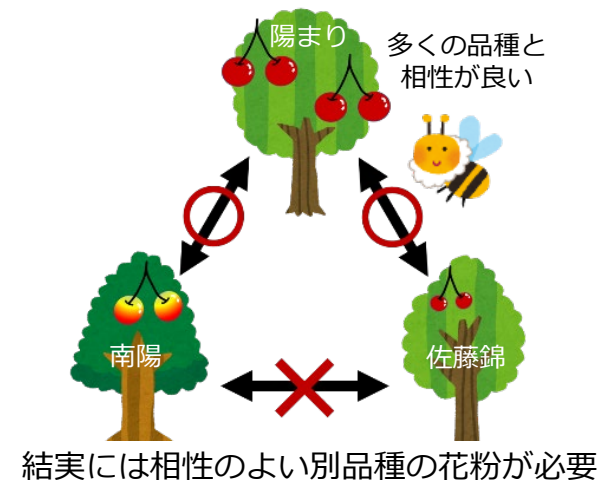 陽まり
多くの品種と
相性が良い
南陽
佐藤錦
結実には相性のよい別品種の花粉が必要